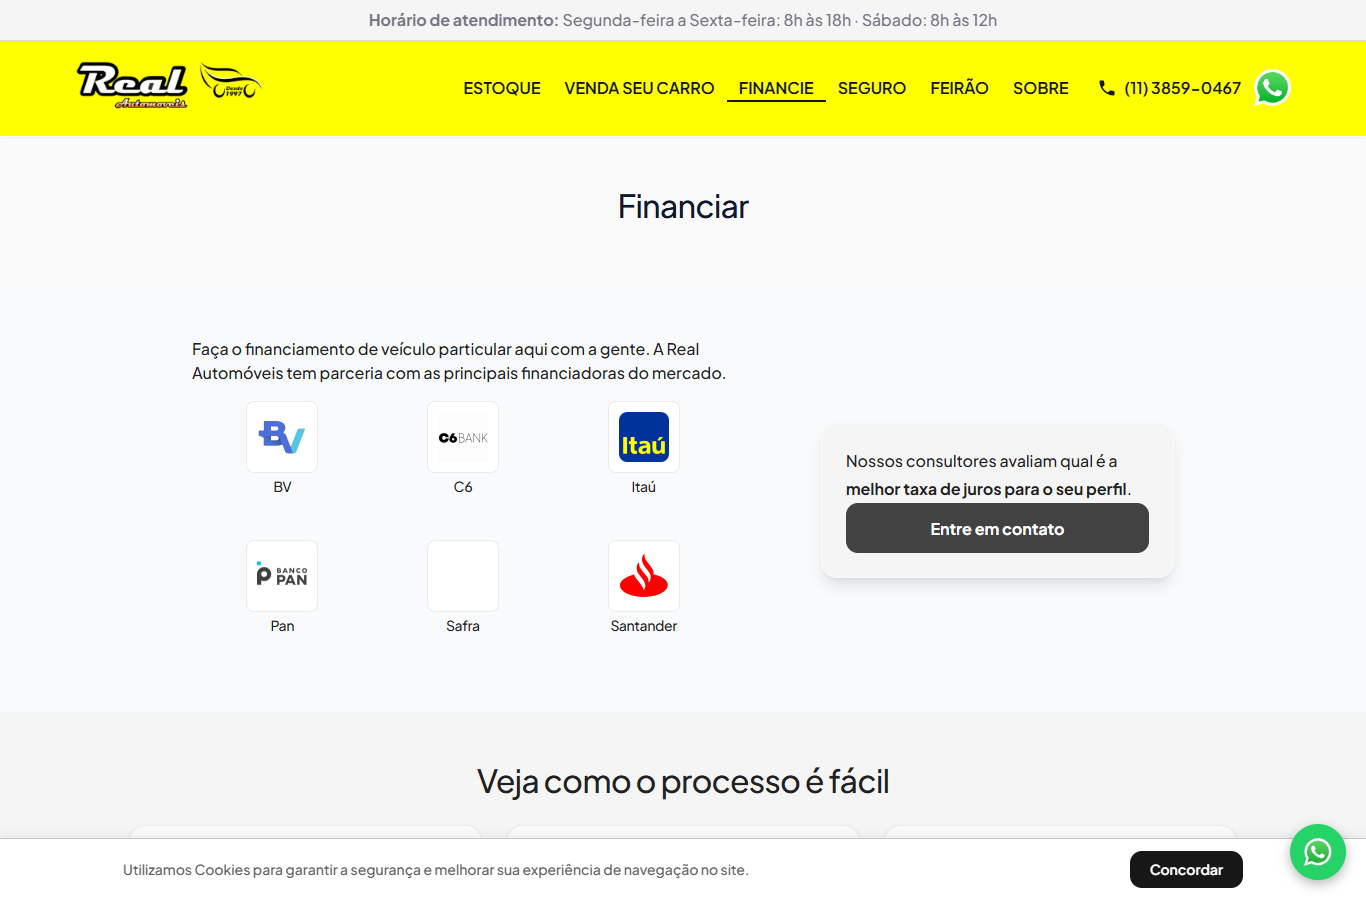 Horário de atendimento: Segunda-feira a Sexta-feira: 8h às 18h · Sábado: 8h às 12h
Real
Automoveis
Desde
1997
ESTOQUE
VENDA SEU CARRO
FINANCIE
SEGURO
FEIRÃO
SOBRE
(11) 3859-0467
Financiar
Faça o financiamento de veículo particular aqui com a gente. A Real
Automóveis tem parceria com as principais financiadoras do mercado.
BV
C6BANK
Itaú
BV
C6
Itaú
BANCO
PAN
Pan
Safra
Santander
Nossos consultores avaliam qual é a
melhor taxa de juros para o seu perfil.
Entre em contato
Veja como o processo é fácil
Utilizamos Cookies para garantir a segurança e melhorar sua experiência de navegação no site.
Concordar